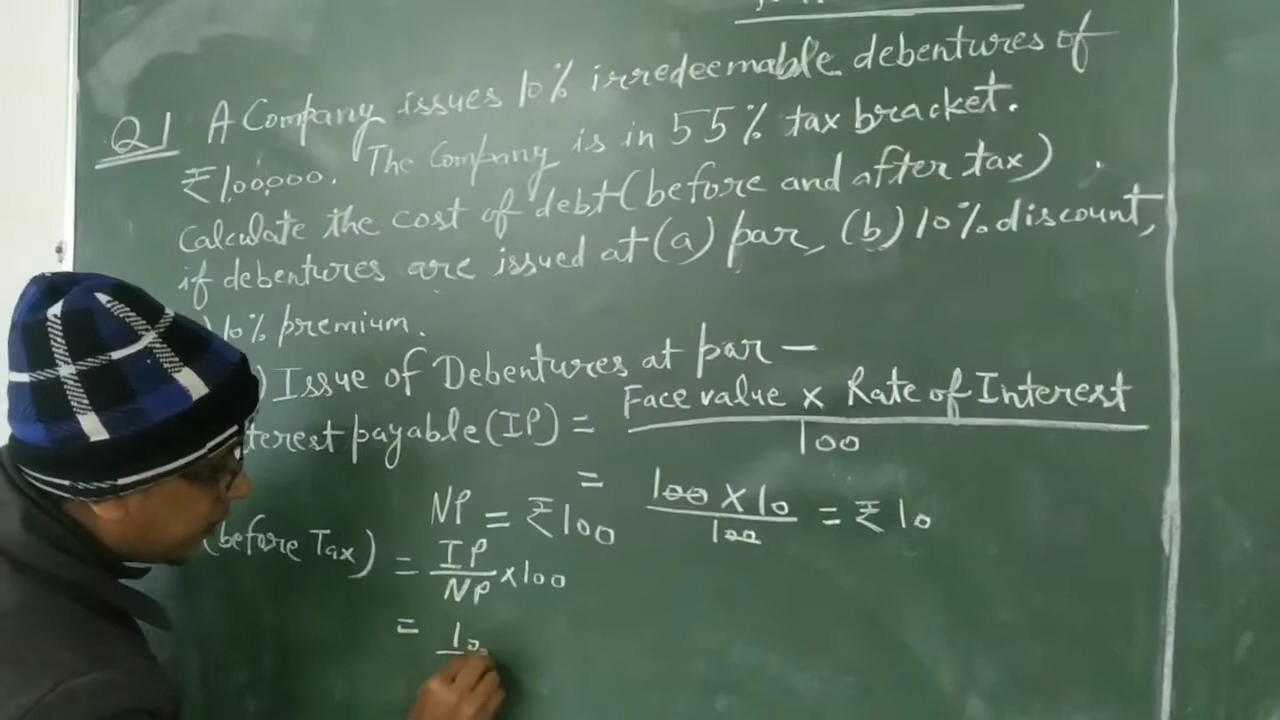 Q1 A Company issues 10% irredeemable debentures of
₹1,00,000. The Company is in 55% tax bracket.
Calculate the cost of debt (before and after tax)
if debentures are issued at (a) par, (b) 10% discount,
10% premium.
) Issue of Debentures at par —
terest payable (IP) = Face value × Rate of Interest
100
= 100 × 10 = ₹10
100
NP = ₹100
(before Tax) = IP × 100
NP
= 10